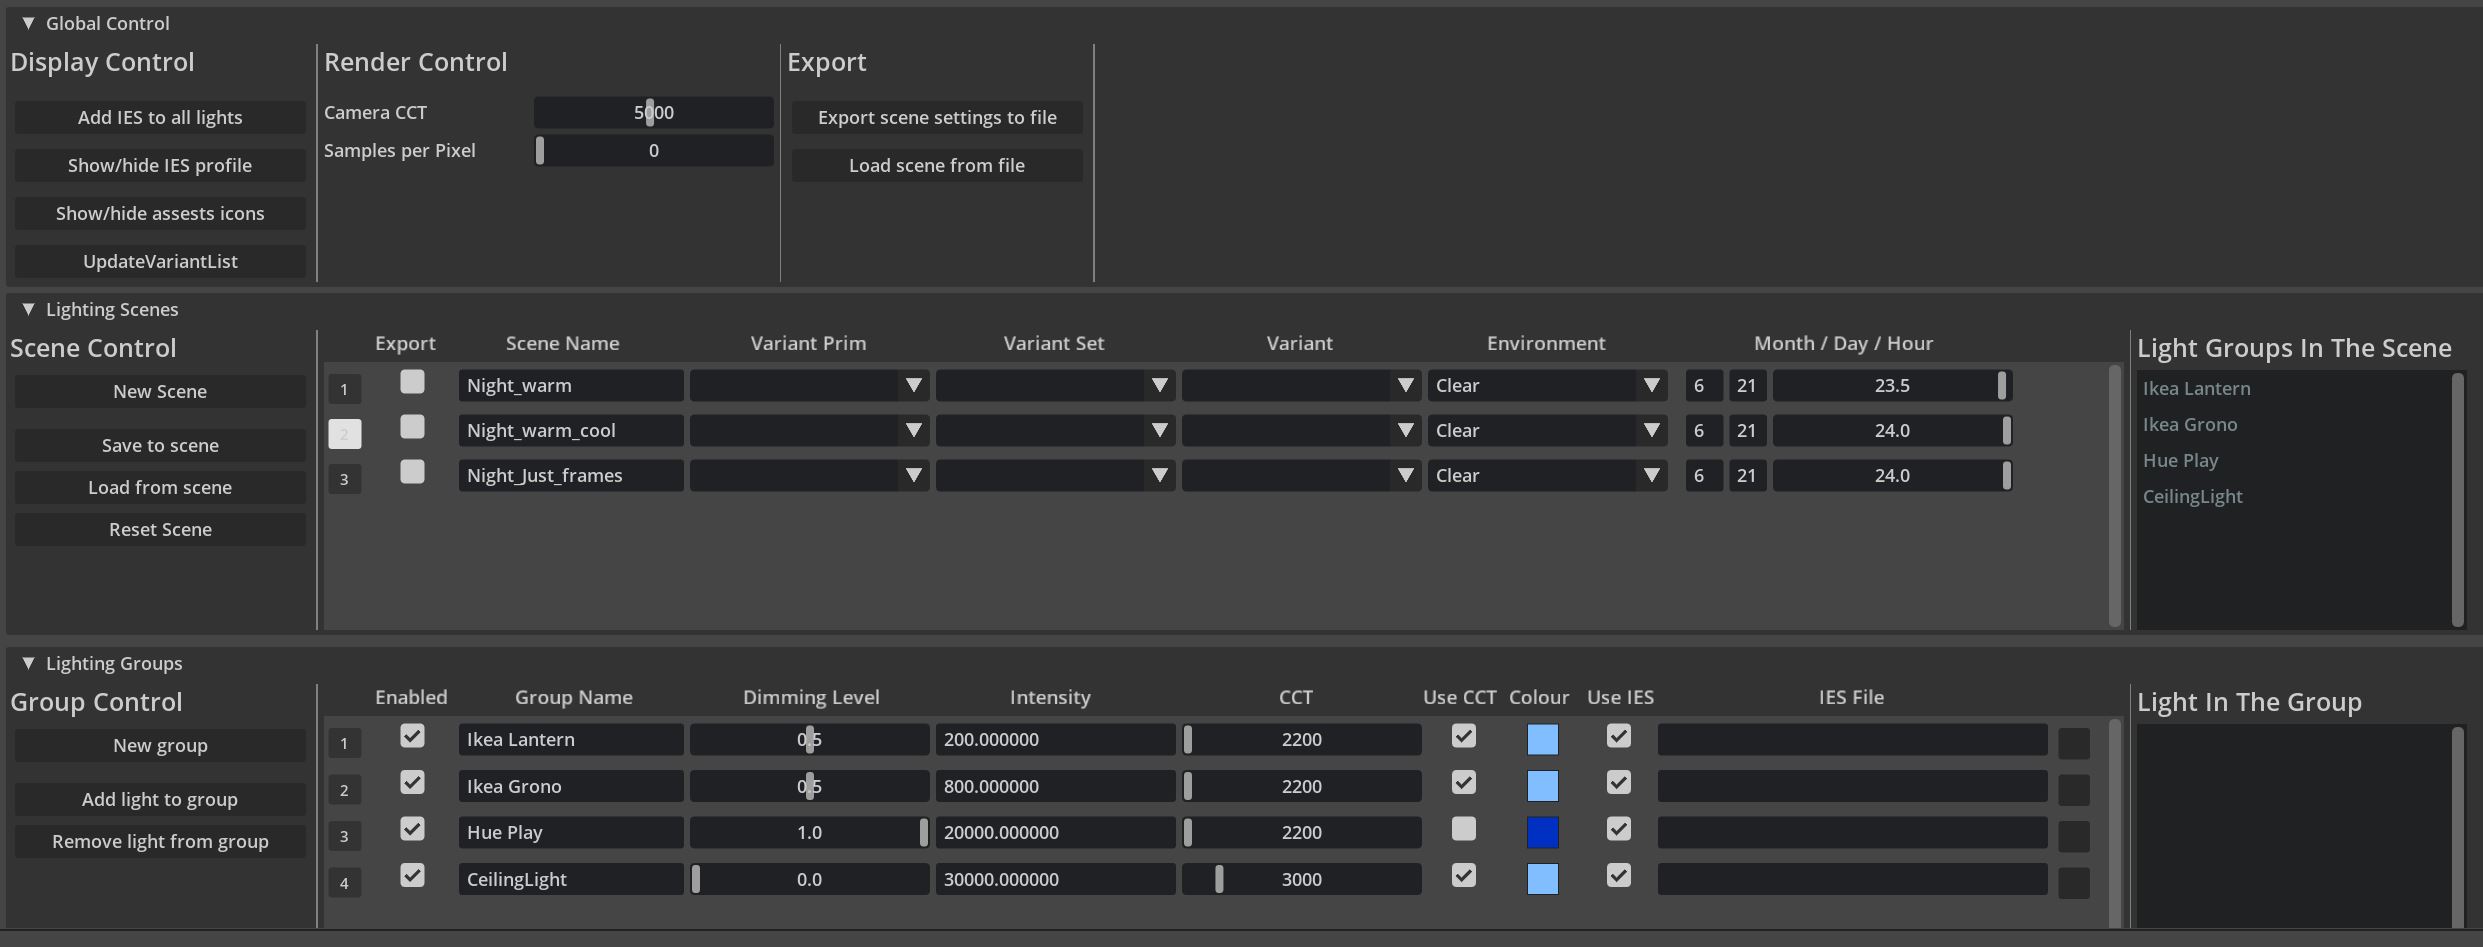 ▼ Global Control
Display Control
Add IES to all lights
Show/hide IES profile
Show/hide assests icons
UpdateVariantList
Render Control
Camera CCT 5000
Samples per Pixel 0
Export
Export scene settings to file
Load scene from file
▼ Lighting Scenes
Scene Control
New Scene
Save to scene
Load from scene
Reset Scene
Export Scene Name Variant Prim Variant Set Variant Environment Month / Day / Hour
1 Night_warm Clear 6 21 23.5
2 Night_warm_cool Clear 6 21 24.0
3 Night_Just_frames Clear 6 21 24.0
Light Groups In The Scene
Ikea Lantern
Ikea Grono
Hue Play
CeilingLight
▼ Lighting Groups
Group Control
New group
Add light to group
Remove light from group
Enabled Group Name Dimming Level Intensity CCT Use CCT Colour Use IES IES File
1 Ikea Lantern 0.5 200.000000 2200
2 Ikea Grono 0.5 800.000000 2200
3 Hue Play 1.0 20000.000000 2200
4 CeilingLight 0.0 30000.000000 3000
Light In The Group